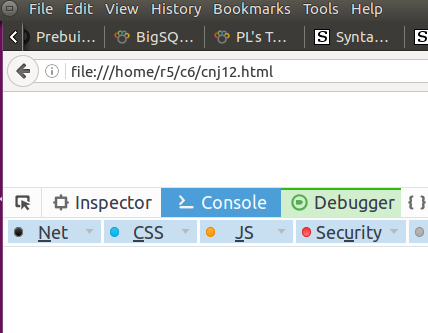 File Edit View History Bookmarks Tools Help
Prebui... BigSQ... PL's T... S Synta... S
file:///home/r5/c6/cnj12.html
Inspector Console Debugger { }
Net CSS JS Security